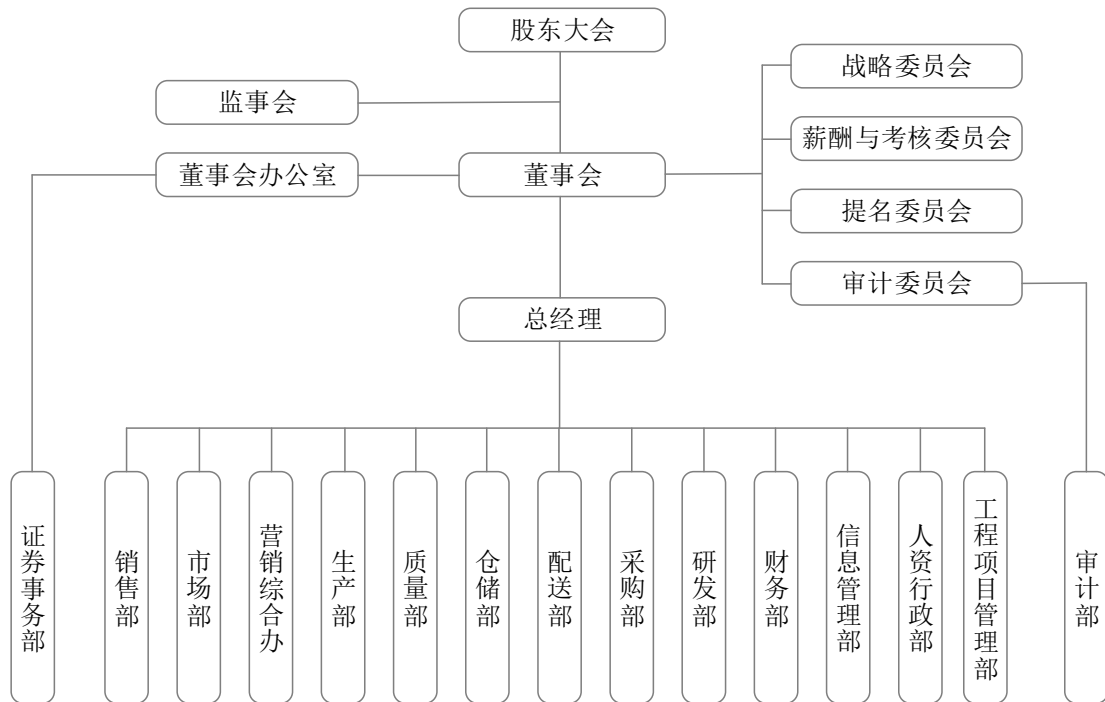 股东大会
战略委员会
监事会
薪酬与考核委员会
董事会办公室
董事会
提名委员会
审计委员会
总经理
证券事务部
销售部
市场部
营销综合办
生产部
质量部
仓储部
配送部
采购部
研发部
财务部
信息管理部
人资行政部
工程项目管理部
审计部